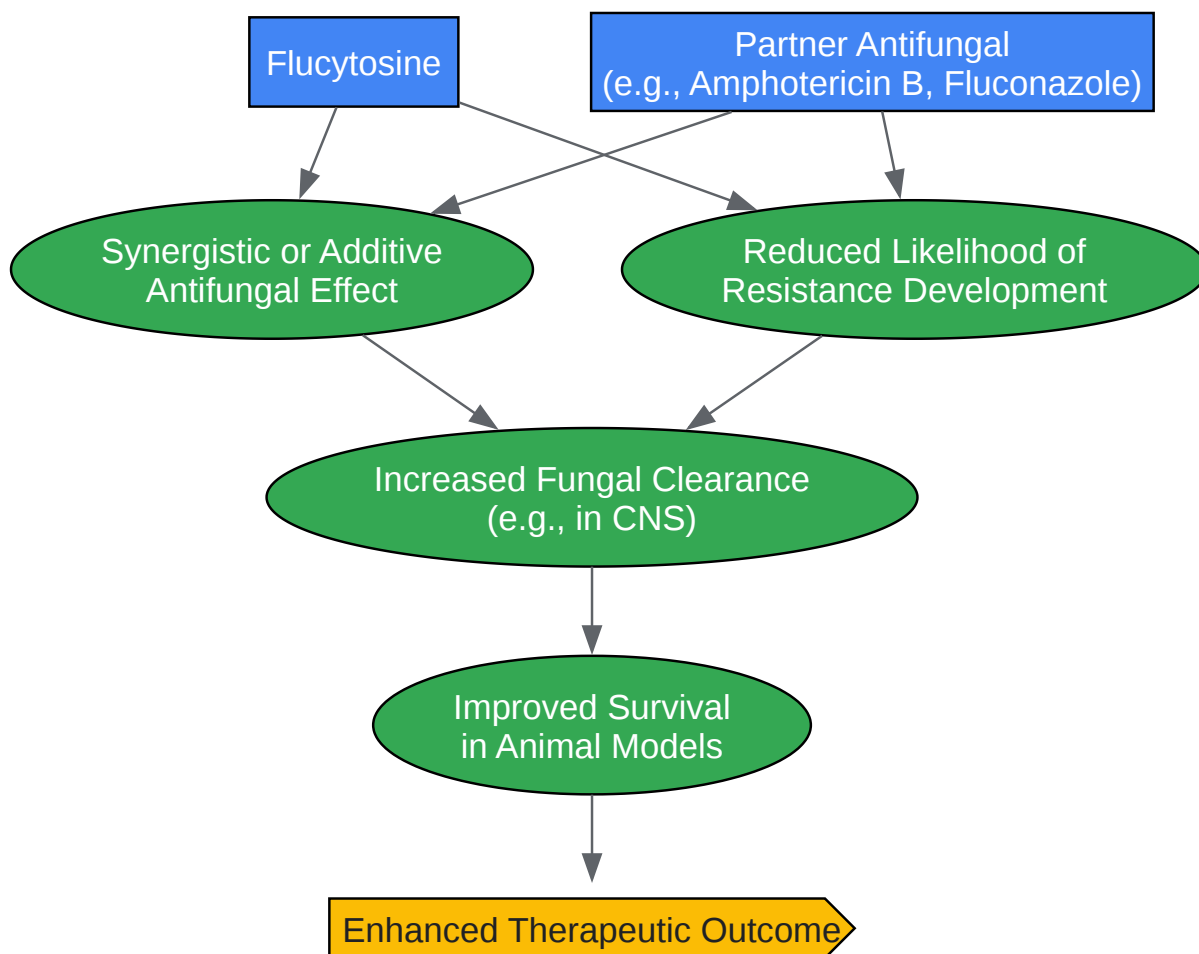 Flucytosine
Partner Antifungal
(e.g., Amphotericin B, Fluconazole)
Synergistic or Additive
Antifungal Effect
Reduced Likelihood of
Resistance Development
Increased Fungal Clearance
(e.g., in CNS)
Improved Survival
in Animal Models
Enhanced Therapeutic Outcome